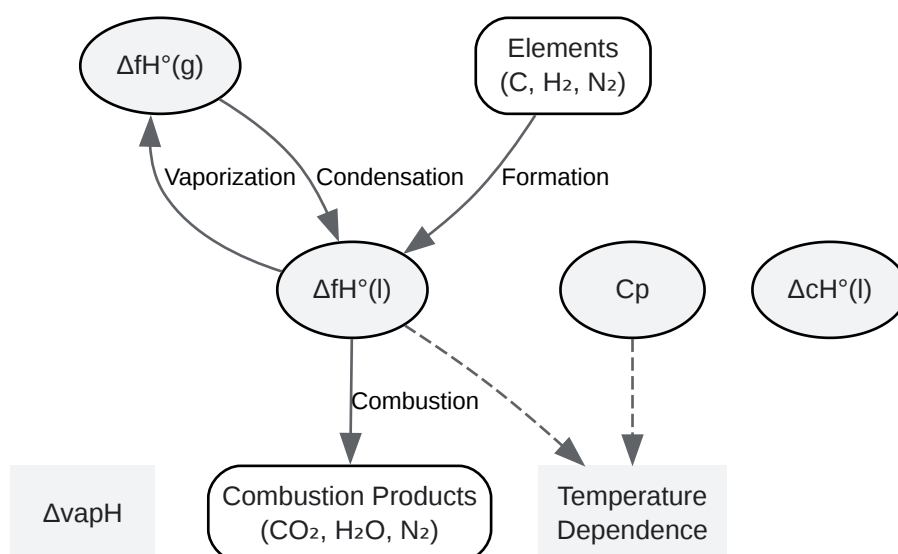 ΔfH°(g)
Elements
(C, H₂, N₂)
Vaporization
Condensation
Formation
ΔfH°(l)
Cp
ΔcH°(l)
Combustion
ΔvapH
Combustion Products
(CO₂, H₂O, N₂)
Temperature
Dependence